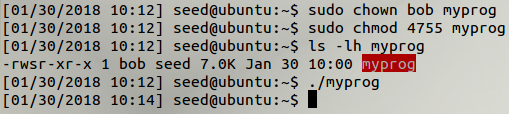 [01/30/2018 10:12] seed@ubuntu:~$ sudo chown bob myprog
[01/30/2018 10:12] seed@ubuntu:~$ sudo chmod 4755 myprog
[01/30/2018 10:12] seed@ubuntu:~$ ls -lh myprog
-rwsr-xr-x 1 bob seed 7.0K Jan 30 10:00 myprog
[01/30/2018 10:12] seed@ubuntu:~$ ./myprog
[01/30/2018 10:14] seed@ubuntu:~$